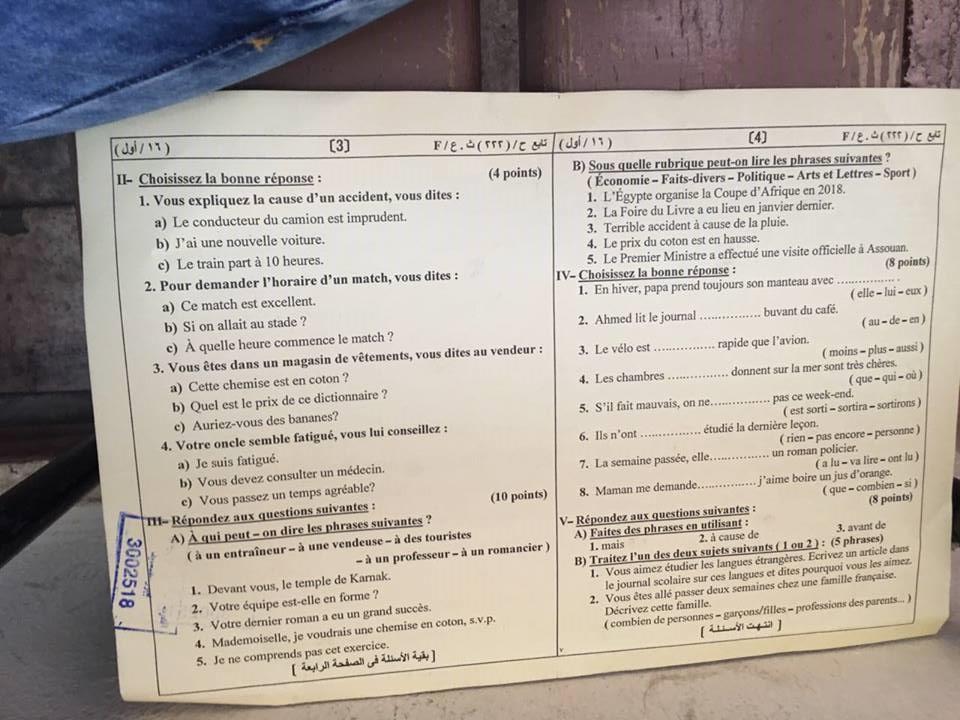 (١٦ / أول)
[3]
تابع ح/(٢٢٢) ث . ع / F
II- Choisissez la bonne réponse :
(4 points)
1. Vous expliquez la cause d'un accident, vous dites :
a) Le conducteur du camion est imprudent.
b) J'ai une nouvelle voiture.
c) Le train part à 10 heures.
2. Pour demander l'horaire d'un match, vous dites :
a) Ce match est excellent.
b) Si on allait au stade ?
c) À quelle heure commence le match ?
3. Vous êtes dans un magasin de vêtements, vous dites au vendeur :
a) Cette chemise est en coton ?
b) Quel est le prix de ce dictionnaire ?
c) Auriez-vous des bananes?
4. Votre oncle semble fatigué, vous lui conseillez :
a) Je suis fatigué.
b) Vous devez consulter un médecin.
c) Vous passez un temps agréable?
III- Répondez aux questions suivantes :
(10 points)
A) À qui peut – on dire les phrases suivantes ?
( à un entraîneur – à une vendeuse – à des touristes
– à un professeur – à un romancier )
1. Devant vous, le temple de Karnak.
2. Votre équipe est-elle en forme ?
3. Votre dernier roman a eu un grand succès.
4. Mademoiselle, je voudrais une chemise en coton, s.v.p.
5. Je ne comprends pas cet exercice.
[ بقية الأسئلة فى الصفحة الرابعة ]
3002518
(١٦ / أول)
[4]
تابع ح/(٢٢٢) ث . ع / F
B) Sous quelle rubrique peut-on lire les phrases suivantes ?
( Économie – Faits-divers – Politique – Arts et Lettres – Sport )
1. L'Égypte organise la Coupe d'Afrique en 2018.
2. La Foire du Livre a eu lieu en janvier dernier.
3. Terrible accident à cause de la pluie.
4. Le prix du coton est en hausse.
5. Le Premier Ministre a effectué une visite officielle à Assouan.
IV- Choisissez la bonne réponse :
(8 points)
1. En hiver, papa prend toujours son manteau avec ............... .
( elle – lui – eux )
2. Ahmed lit le journal ............... buvant du café.
( au – de – en )
3. Le vélo est ............... rapide que l'avion.
( moins – plus – aussi )
4. Les chambres ............... donnent sur la mer sont très chères.
( que – qui – où )
5. S'il fait mauvais, on ne............... pas ce week-end.
( est sorti – sortira – sortirons )
6. Ils n'ont ............... étudié la dernière leçon.
( rien – pas encore – personne )
7. La semaine passée, elle............... un roman policier.
( a lu – va lire – ont lu )
8. Maman me demande............... j'aime boire un jus d'orange.
( que – combien – si )
V- Répondez aux questions suivantes :
(8 points)
A) Faites des phrases en utilisant :
1. mais 2. à cause de 3. avant de
B) Traitez l'un des deux sujets suivants ( 1 ou 2 ) : (5 phrases)
1. Vous aimez étudier les langues étrangères. Ecrivez un article dans
le journal scolaire sur ces langues et dites pourquoi vous les aimez.
2. Vous êtes allé passer deux semaines chez une famille française.
Décrivez cette famille.
( combien de personnes – garçons/filles – professions des parents... )
[ انتهت الأسئلة ]